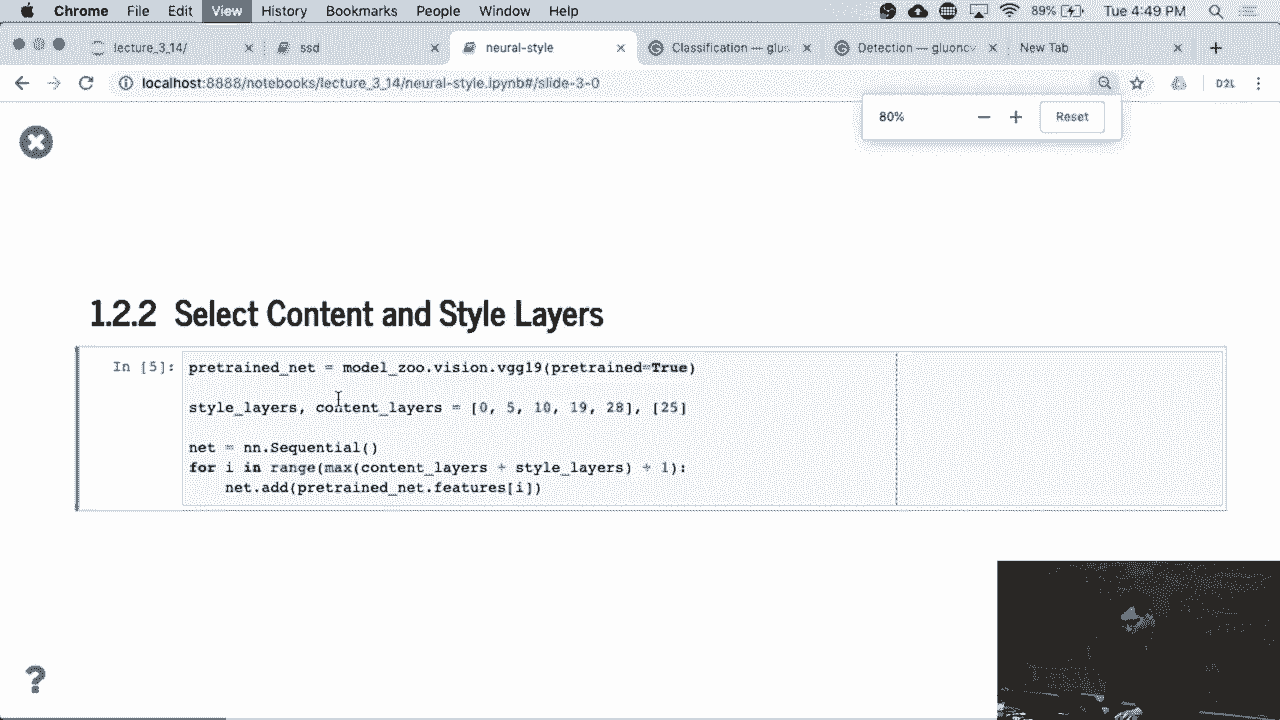 Chrome File Edit View History Bookmarks People Window Help 89% Tue 4:49 PM
lecture_3_14/ ssd neural-style Classification — glu Detection — gluoncv New Tab
localhost:8888/notebooks/lecture_3_14/neural-style.ipynb#/slide-3-0 D2L
80% − + Reset
1.2.2 Select Content and Style Layers
In [5]:
pretrained_net = model_zoo.vision.vgg19(pretrained=True)
style_layers, content_layers = [0, 5, 10, 19, 28], [25]
net = nn.Sequential()
for i in range(max(content_layers + style_layers) + 1):
net.add(pretrained_net.features[i])
?